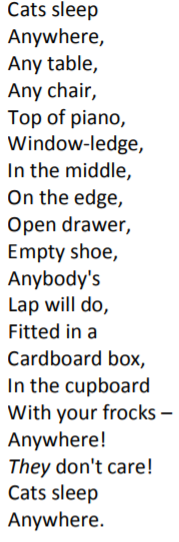 Cats sleep
Anywhere,
Any table,
Any chair,
Top of piano,
Window-ledge,
In the middle,
On the edge,
Open drawer,
Empty shoe,
Anybody's
Lap will do,
Fitted in a
Cardboard box,
In the cupboard
With your frocks –
Anywhere!
They don't care!
Cats sleep
Anywhere.